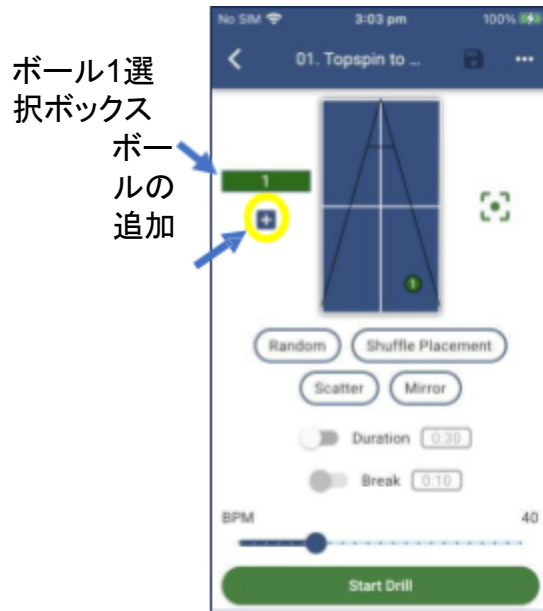 No SIM 3:03 pm 100%
01. Topspin to ...
ボール1選
択ボックス
ボー
ルの
追加
1
1
Random Shuffle Placement
Scatter Mirror
Duration 0:30
Break 0:10
BPM 40
Start Drill